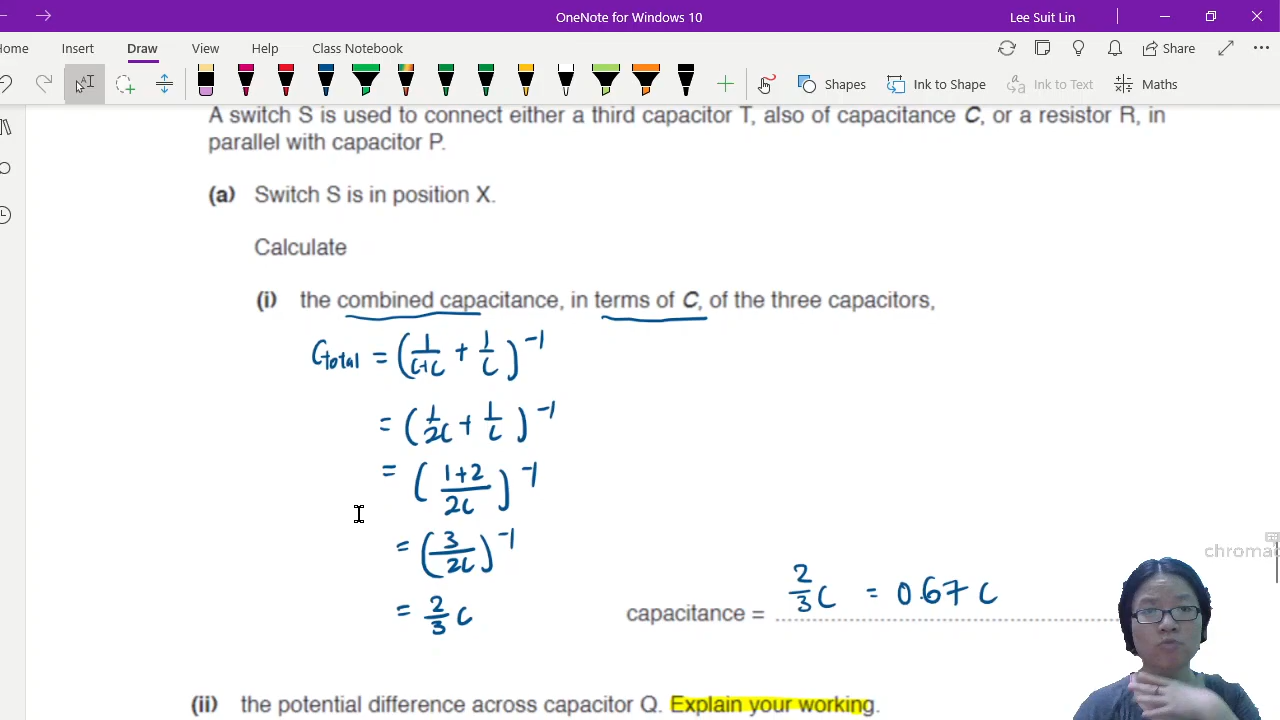 OneNote for Windows 10
Lee Suit Lin
Home Insert Draw View Help Class Notebook Share
Shapes Ink to Shape Ink to Text Maths
A switch S is used to connect either a third capacitor T, also of capacitance C, or a resistor R, in
parallel with capacitor P.
(a) Switch S is in position X.
Calculate
(i) the combined capacitance, in terms of C, of the three capacitors,
Ctotal = (1/(C+C) + 1/C)^-1
= (1/2C + 1/C)^-1
= ((1+2)/2C)^-1
= (3/2C)^-1
= 2/3 C
capacitance = 2/3 C = 0.67 C
chromac
(ii) the potential difference across capacitor Q. Explain your working.